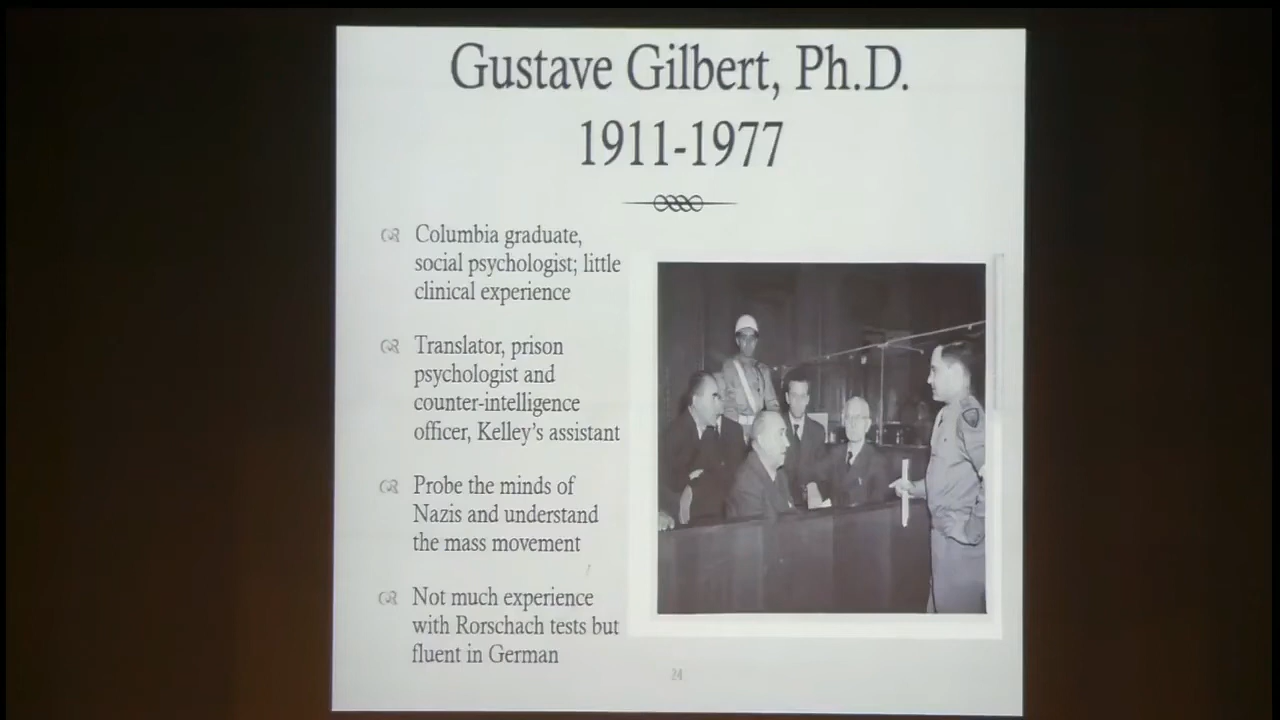 Gustave Gilbert, Ph.D.
1911-1977
Columbia graduate,
social psychologist; little
clinical experience
Translator, prison
psychologist and
counter-intelligence
officer, Kelley's assistant
Probe the minds of
Nazis and understand
the mass movement
Not much experience
with Rorschach tests but
fluent in German
24